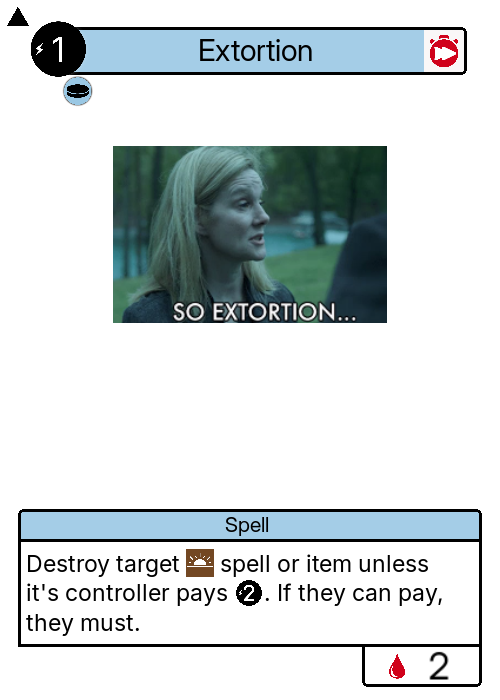 1
Extortion
SO EXTORTION...
Spell
Destroy target spell or item unless
it's controller pays 2. If they can pay,
they must.
2